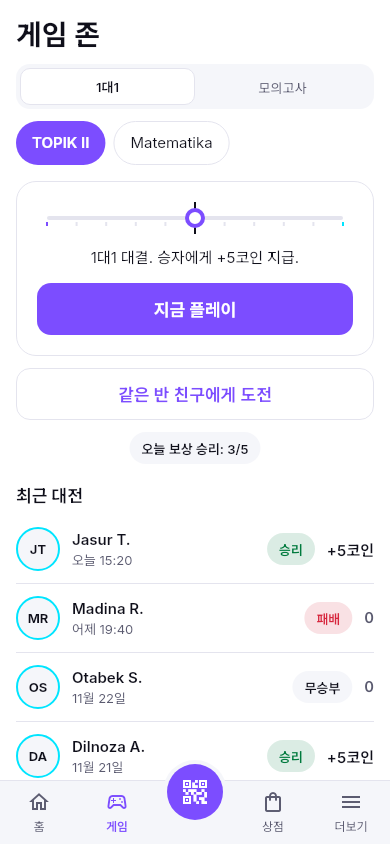 게임 존
1대1
모의고사
TOPIK II
Matematika
1대1 대결. 승자에게 +5코인 지급.
지금 플레이
같은 반 친구에게 도전
오늘 보상 승리: 3/5
최근 대전
JT
Jasur T.
오늘 15:20
승리
+5코인
MR
Madina R.
어제 19:40
패배
0
OS
Otabek S.
11월 22일
무승부
0
DA
Dilnoza A.
11월 21일
승리
+5코인
홈
게임
상점
더보기